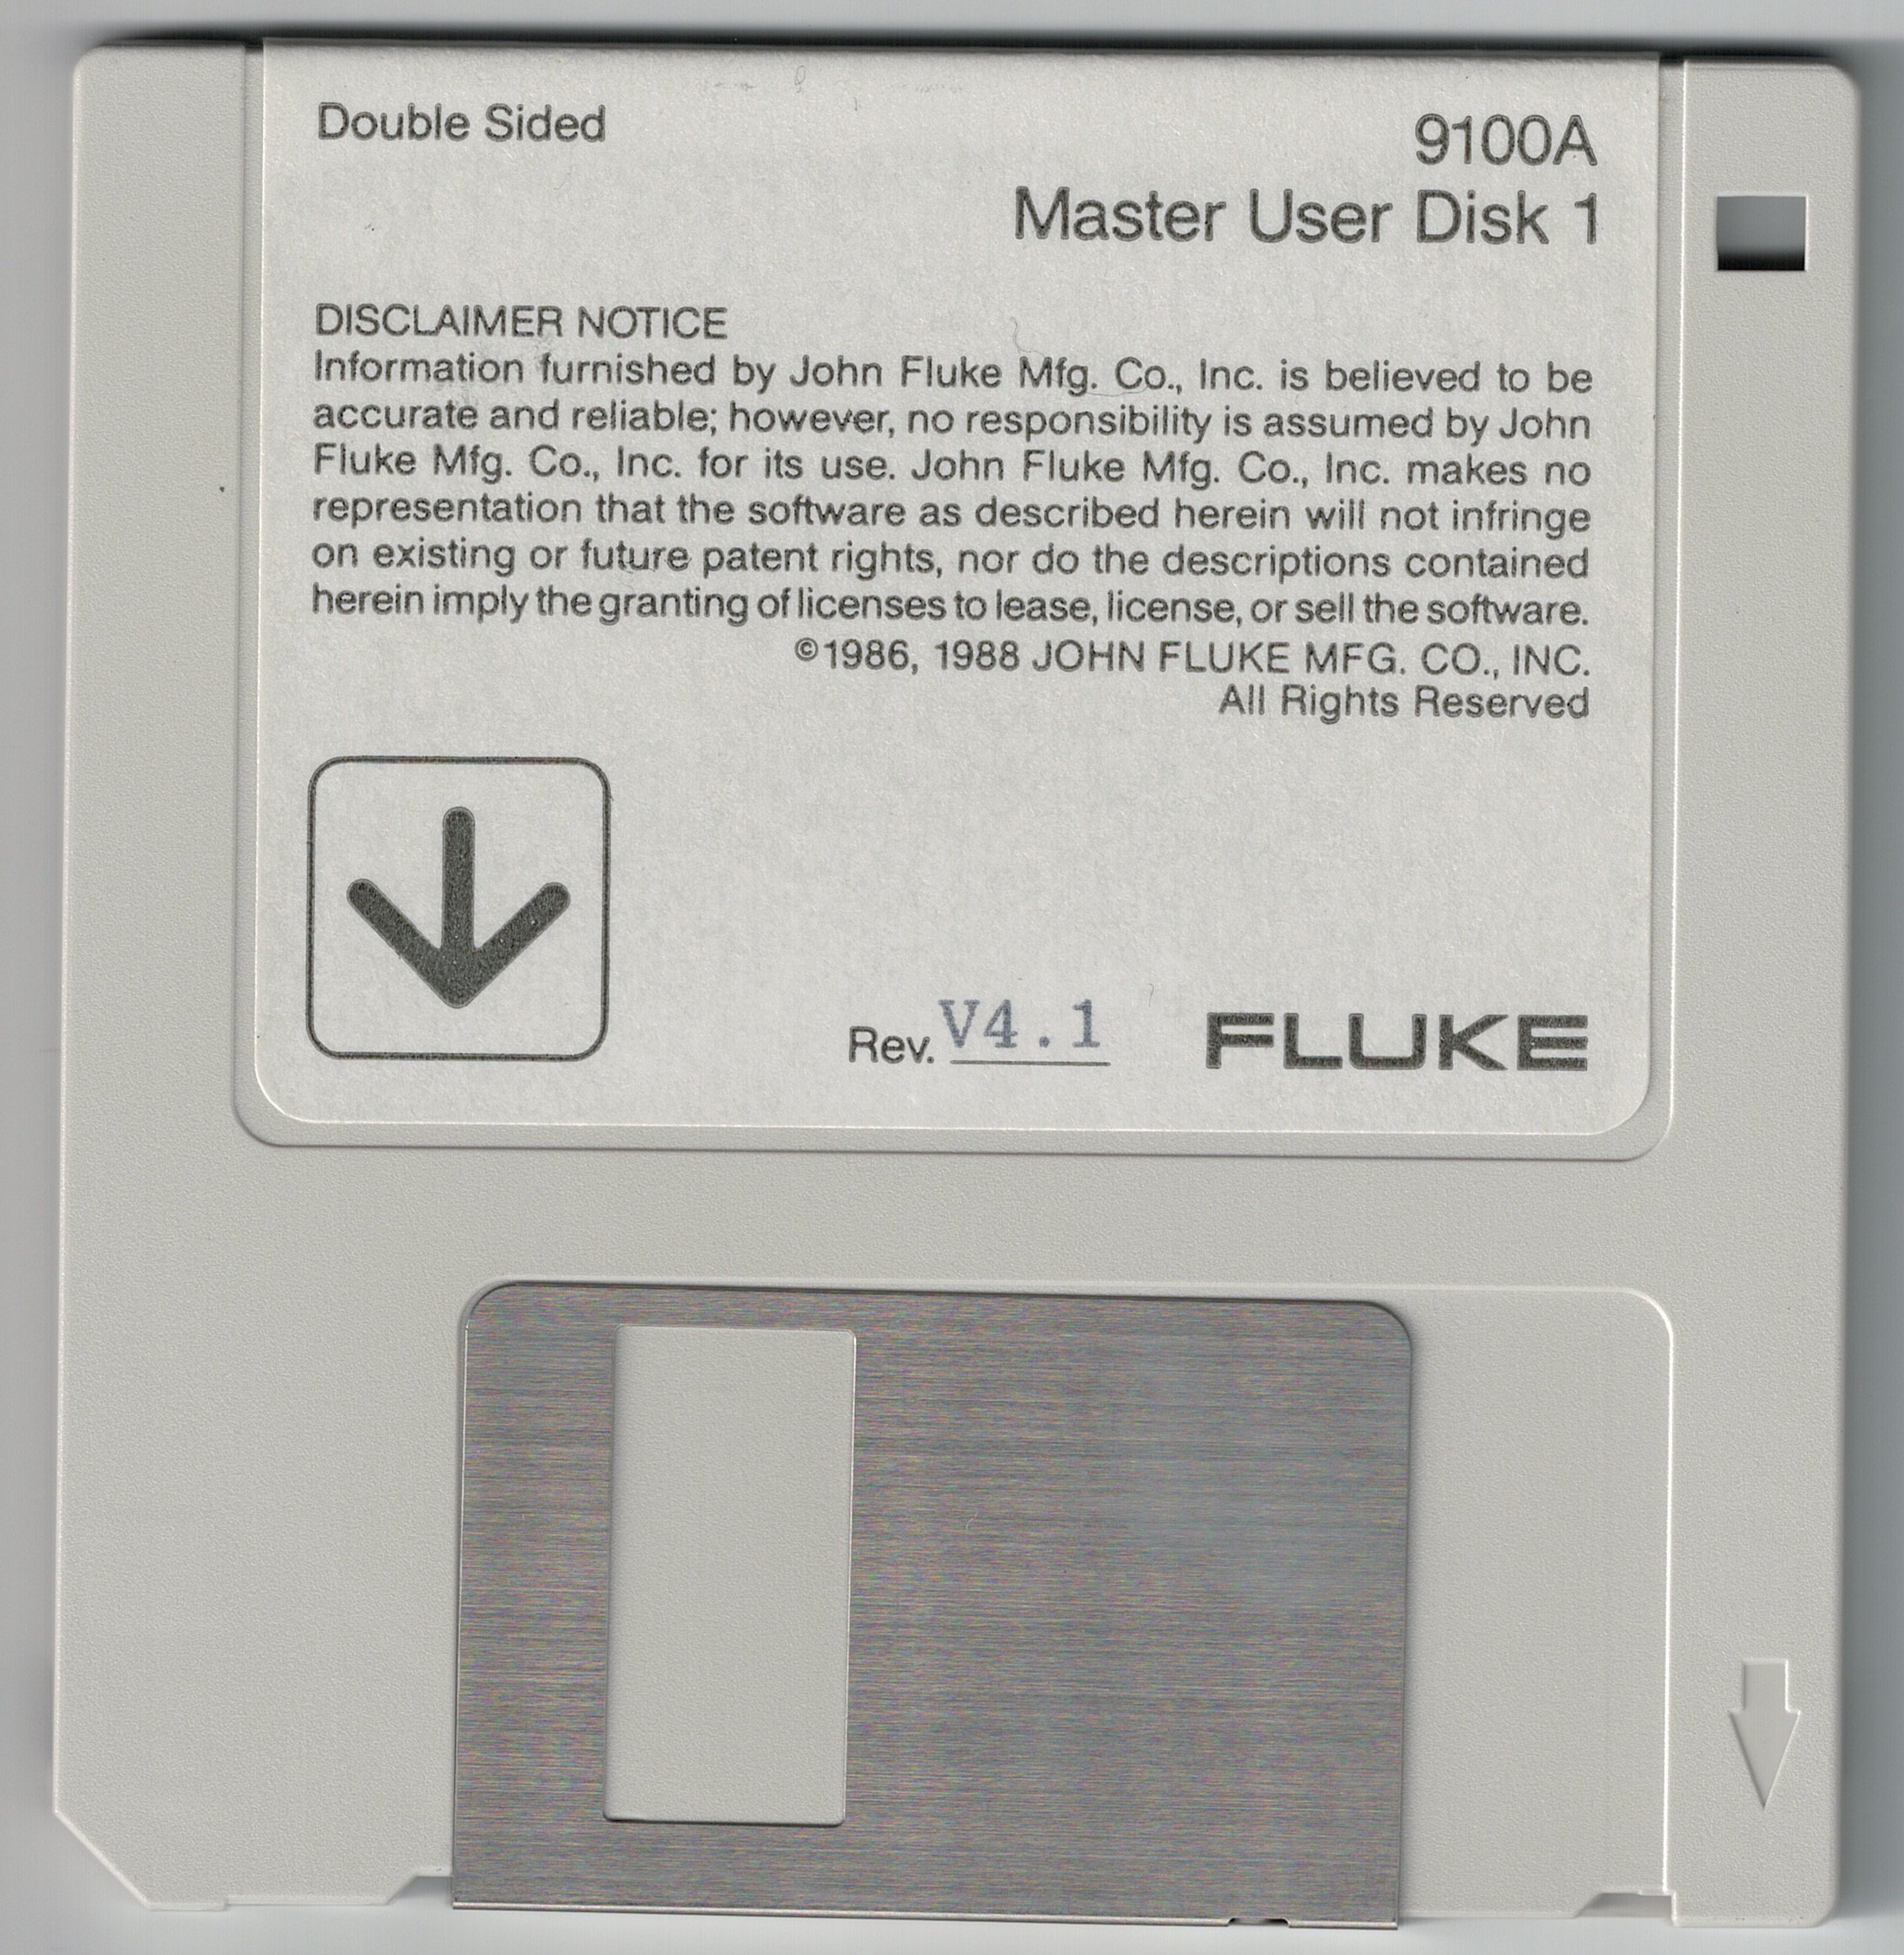 Double Sided
9100A
Master User Disk 1
DISCLAIMER NOTICE
Information furnished by John Fluke Mfg. Co., Inc. is believed to be
accurate and reliable; however, no responsibility is assumed by John
Fluke Mfg. Co., Inc. for its use. John Fluke Mfg. Co., Inc. makes no
representation that the software as described herein will not infringe
on existing or future patent rights, nor do the descriptions contained
herein imply the granting of licenses to lease, license, or sell the software.
©1986, 1988 JOHN FLUKE MFG. CO., INC.
All Rights Reserved
Rev. V4.1
FLUKE